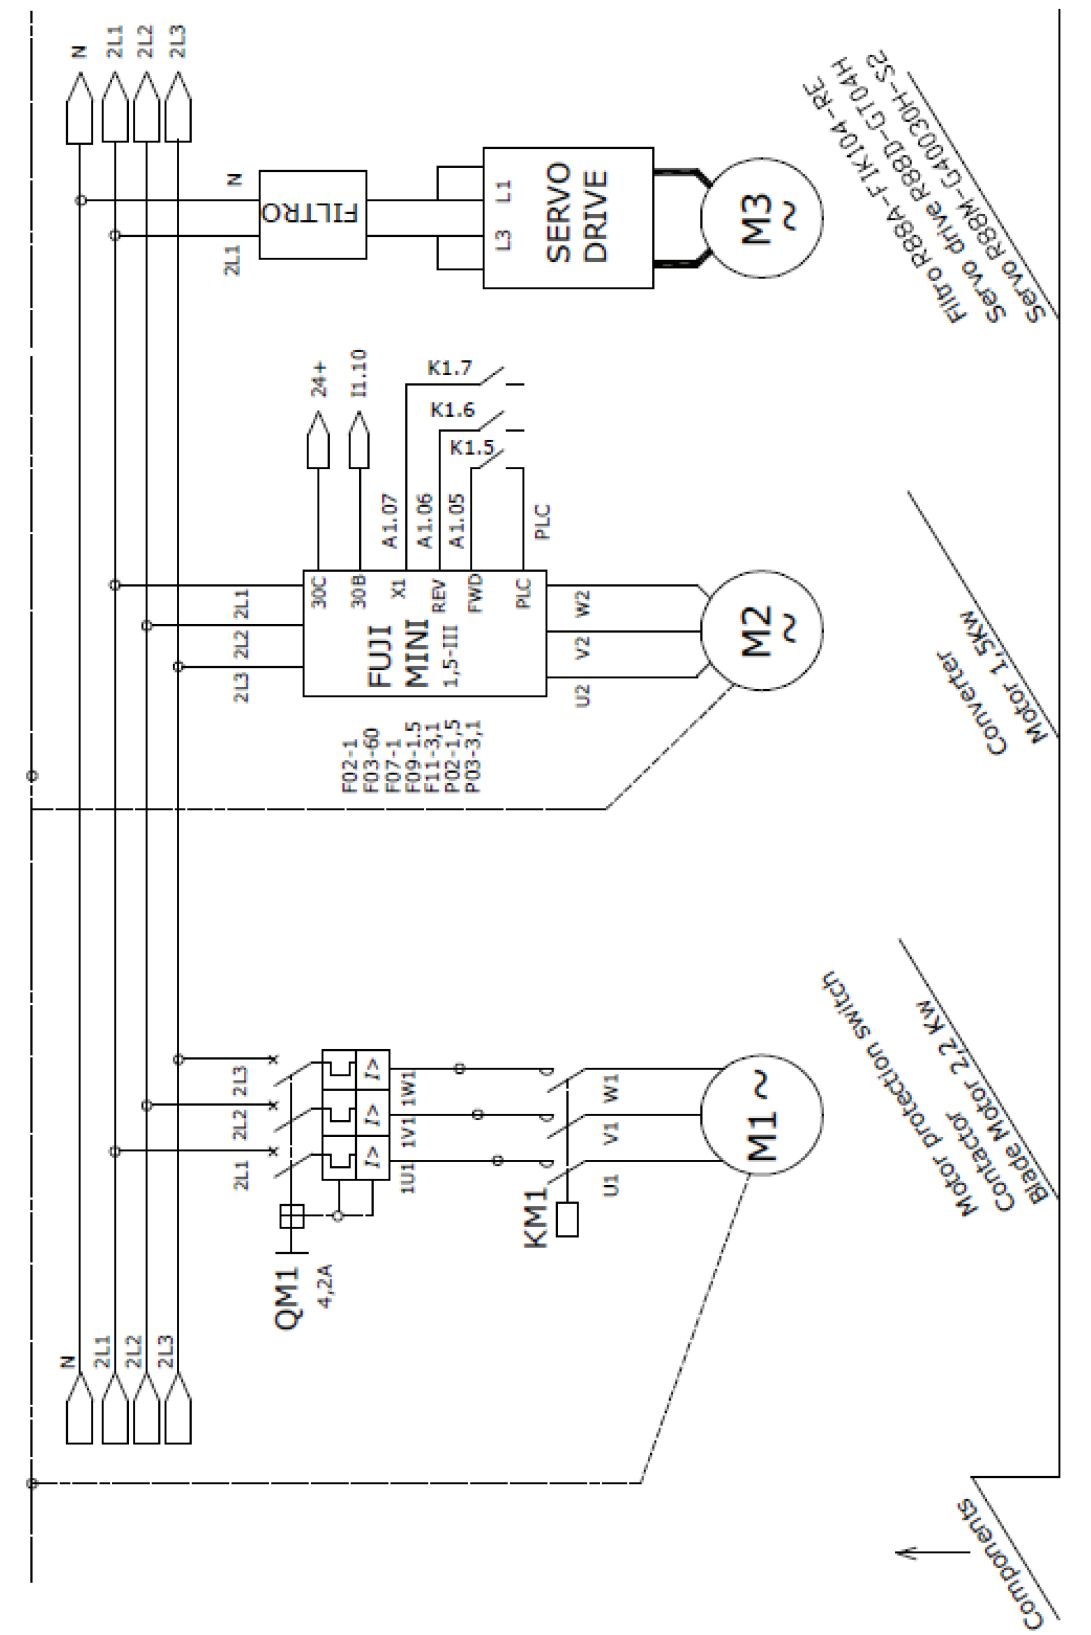 N
2L1
2L2
2L3
N
2L1
2L2
2L3
QM1
4,2A
2L1
2L2
2L3
I>
I>
I>
1U1
1V1
1W1
KM1
U1
V1
W1
M1 ~
Motor protection switch
Contactor
Blade Motor 2,2 Kw
2L3
2L2
2L1
F02-1
F03-60
F07-1
F09-1.5
F11-3,1
P02-1,5
P03-3,1
FUJI
MINI
1,5-III
30C
30B
X1
REV
FWD
PLC
24+
I1.10
A1.07
A1.06
A1.05
PLC
K1.7
K1.6
K1.5
U2
V2
W2
M2
~
Converter
Motor 1,5Kw
2L1
N
FILTRO
L3
L1
SERVO
DRIVE
M3
~
Filtro R88A-FIK104-RE
Servo drive R88D-GT04H
Servo R88M-G40030H-S2
Components